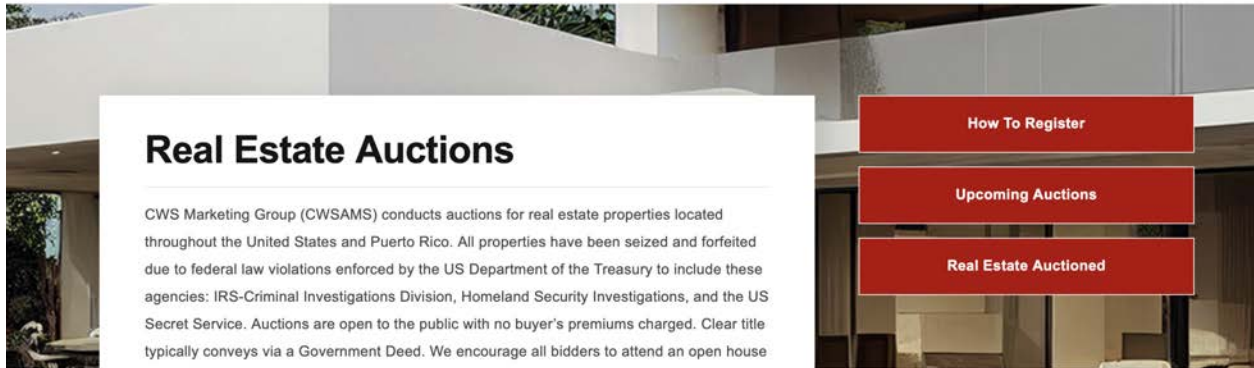 Real Estate Auctions
CWS Marketing Group (CWSAMS) conducts auctions for real estate properties located
throughout the United States and Puerto Rico. All properties have been seized and forfeited
due to federal law violations enforced by the US Department of the Treasury to include these
agencies: IRS-Criminal Investigations Division, Homeland Security Investigations, and the US
Secret Service. Auctions are open to the public with no buyer's premiums charged. Clear title
typically conveys via a Government Deed. We encourage all bidders to attend an open house
How To Register
Upcoming Auctions
Real Estate Auctioned